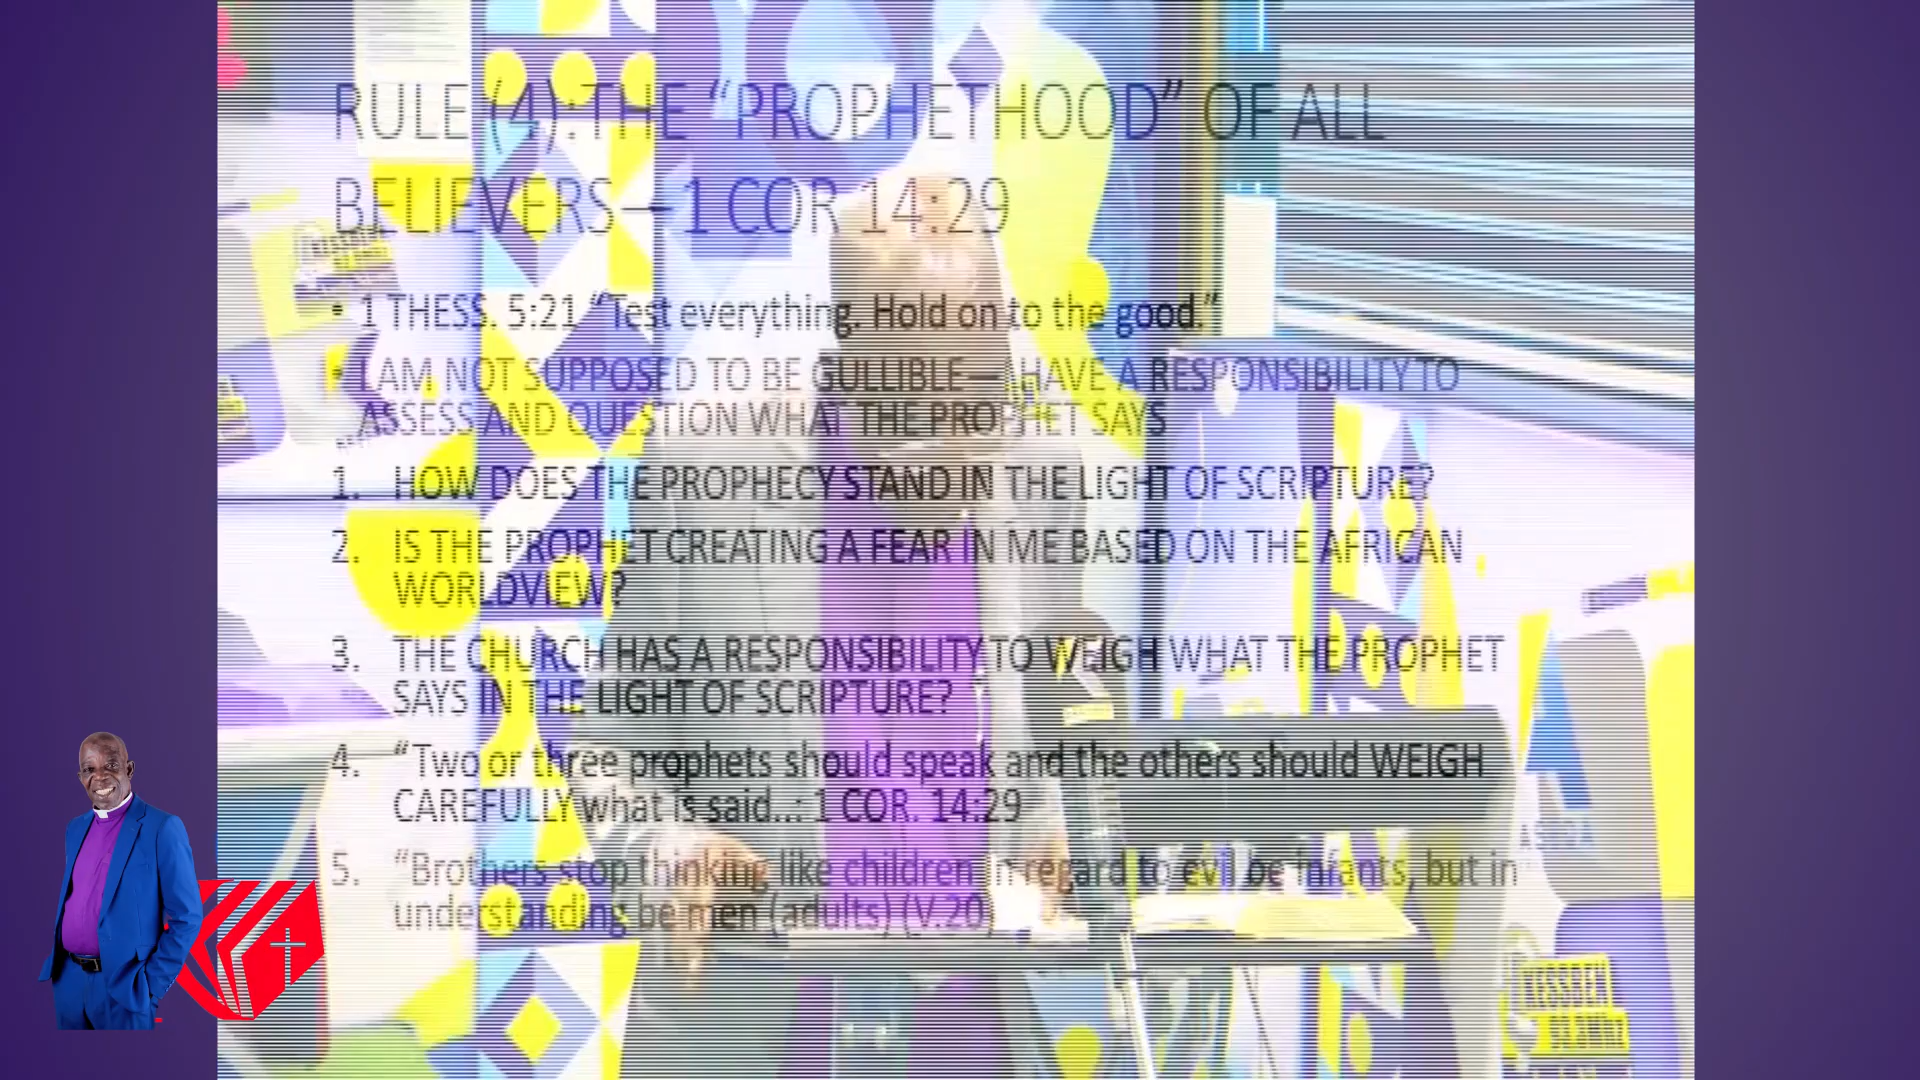 RULE (4): THE “PROPHETHOOD” OF ALL
BELIEVERS—1 COR 14:29
• 1 THESS. 5:21 “Test everything. Hold on to the good.”
• I AM NOT SUPPOSED TO BE GULLIBLE—I HAVE A RESPONSIBILITY TO
ASSESS AND QUESTION WHAT THE PROPHET SAYS
1. HOW DOES THE PROPHECY STAND IN THE LIGHT OF SCRIPTURE?
2. IS THE PROPHET CREATING A FEAR IN ME BASED ON THE AFRICAN
WORLDVIEW?
3. THE CHURCH HAS A RESPONSIBILITY TO WEIGH WHAT THE PROPHET
SAYS IN THE LIGHT OF SCRIPTURE?
4. “Two or three prophets should speak and the others should WEIGH
CAREFULLY what is said...: 1 COR. 14:29
5. “Brothers stop thinking like children in regard to evil be infants, but in
understanding be men (adults) (V.20)
KESSBEN
93.3MHZ